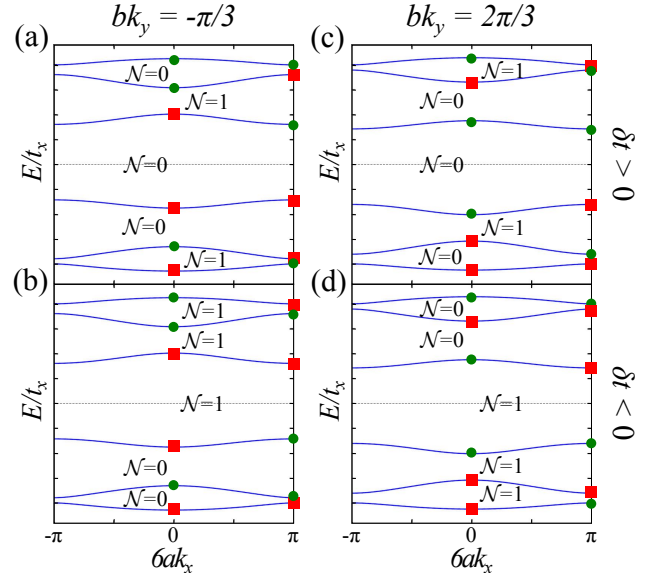 bk_y = -π/3
bk_y = 2π/3
(a)
𝒩=0
𝒩=1
𝒩=0
𝒩=0
𝒩=1
E/t_x
(c)
𝒩=1
𝒩=0
𝒩=0
𝒩=1
𝒩=0
E/t_x
δt > 0
(b)
𝒩=1
𝒩=1
𝒩=1
𝒩=0
𝒩=0
E/t_x
-π
0
π
6ak_x
(d)
𝒩=0
𝒩=0
𝒩=1
𝒩=1
𝒩=1
E/t_x
-π
0
π
6ak_x
δt < 0